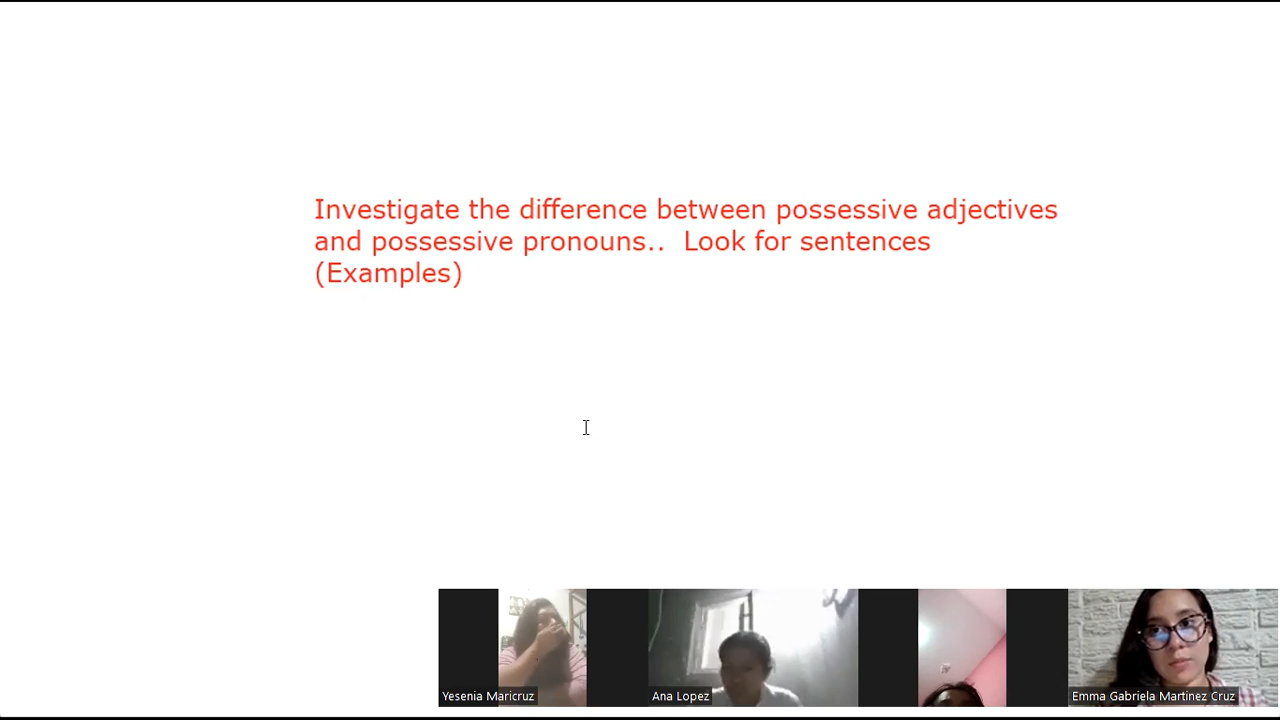 Investigate the difference between possessive adjectives
and possessive pronouns..  Look for sentences
(Examples)
Yesenia Maricruz
Ana Lopez
Emma Gabriela Martínez Cruz